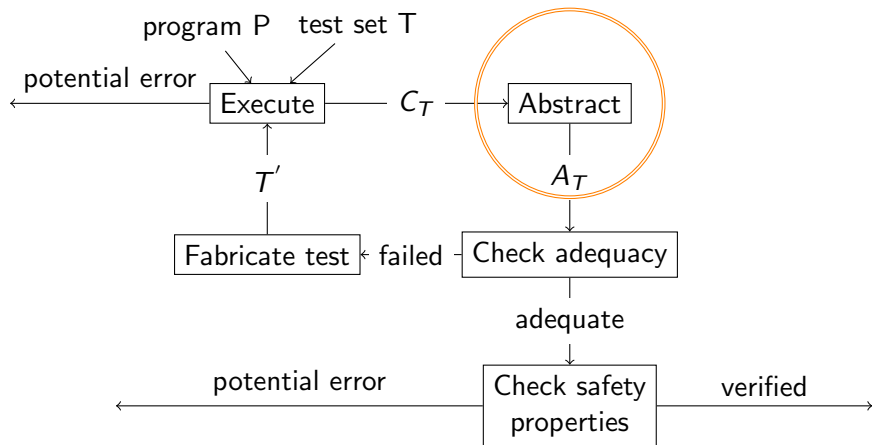 program P
test set T
potential error
Execute
C_T
Abstract
T′
A_T
Fabricate test
failed
Check adequacy
adequate
potential error
Check safety
properties
verified